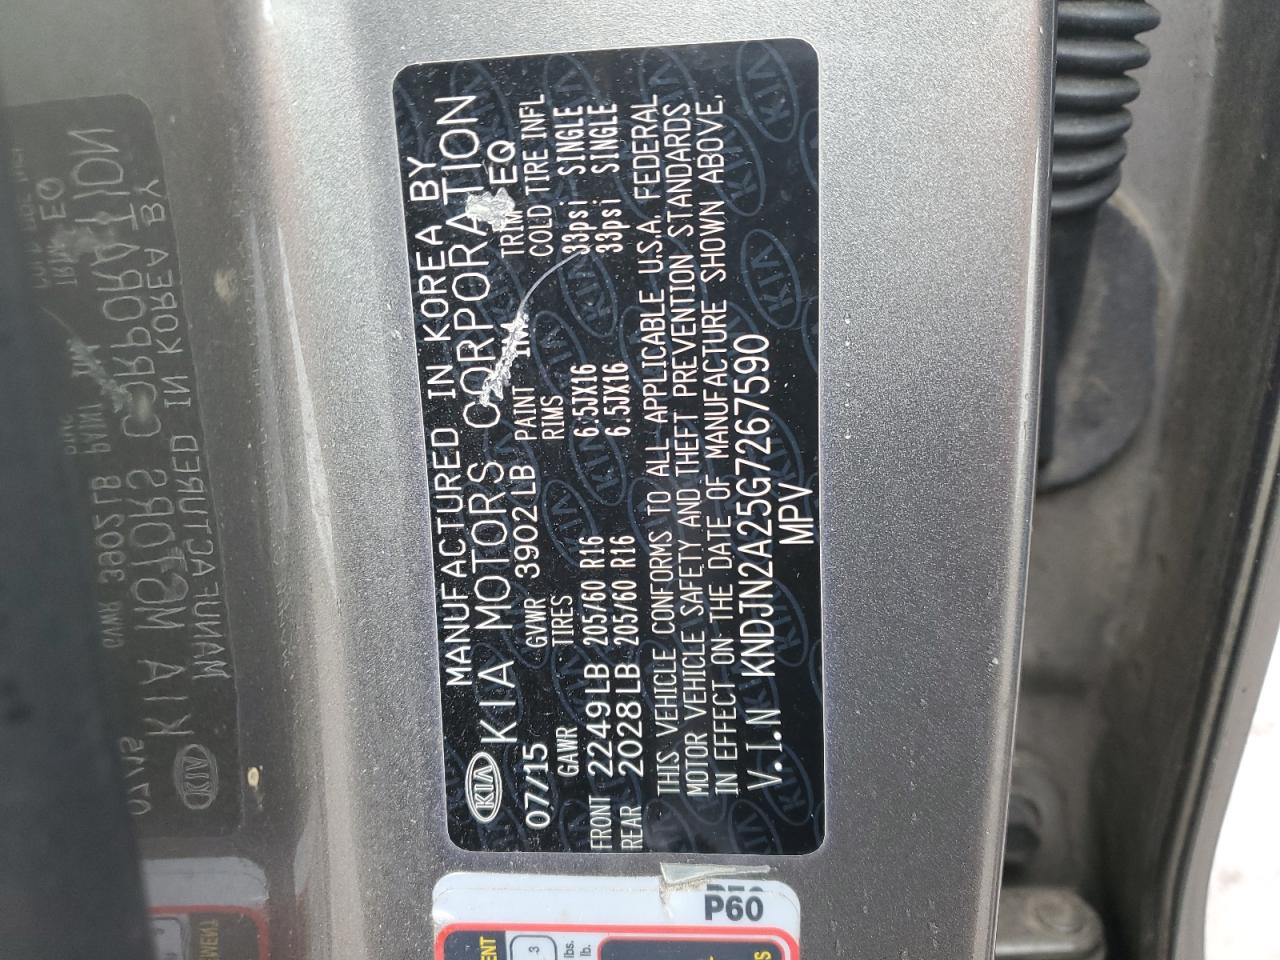 MANUFACTURED IN KOREA BY
KIA KIA MOTORS CORPORATION
07/15 GVWR 3902LB PAINT TRIM EQ
GAWR TIRES RIMS COLD TIRE INFL
FRONT 2249LB 205/60 R16 6.5JX16 33psi SINGLE
REAR 2028LB 205/60 R16 6.5JX16 33psi SINGLE
THIS VEHICLE CONFORMS TO ALL APPLICABLE U.S.A. FEDERAL
MOTOR VEHICLE SAFETY AND THEFT PREVENTION STANDARDS
IN EFFECT ON THE DATE OF MANUFACTURE SHOWN ABOVE.
V.I.N KNDJN2A25G7267590
MPV
P60